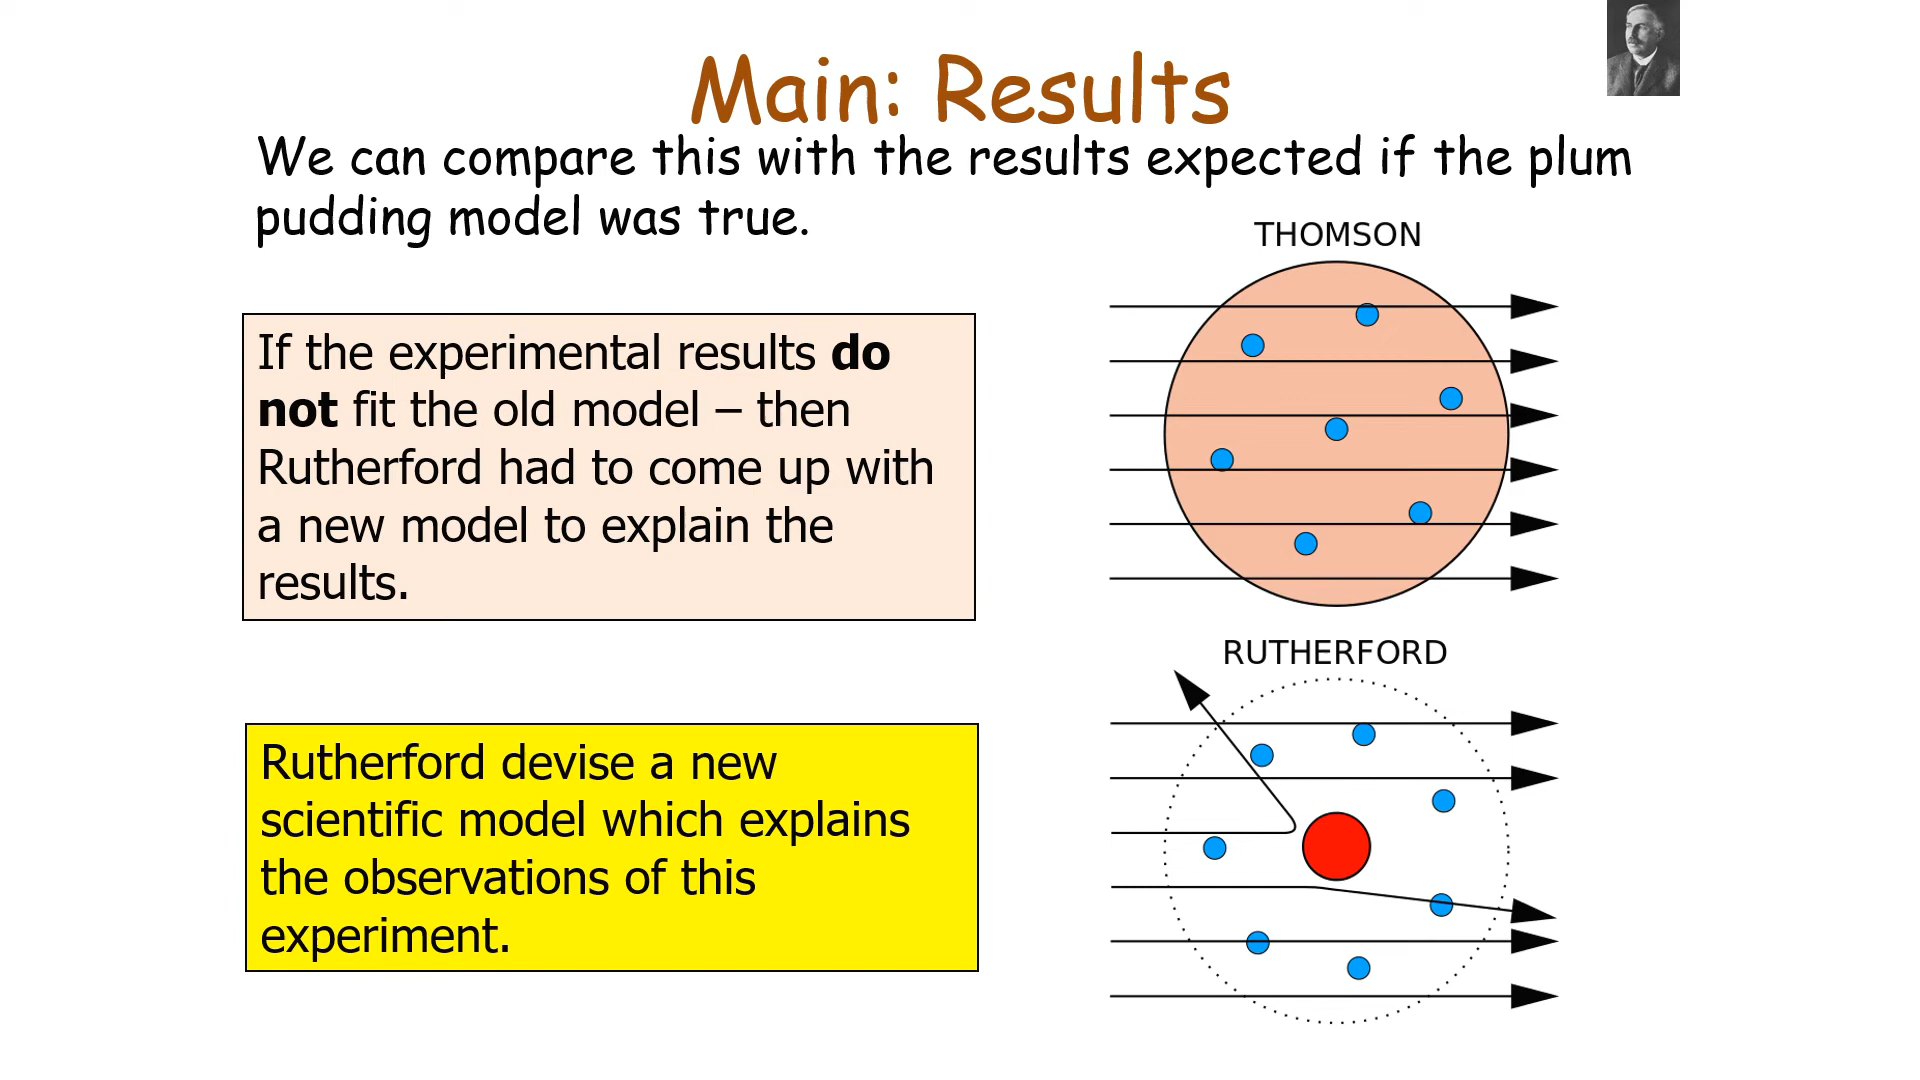 Main: Results
We can compare this with the results expected if the plum
pudding model was true.
THOMSON
If the experimental results do
not fit the old model – then
Rutherford had to come up with
a new model to explain the
results.
RUTHERFORD
Rutherford devise a new
scientific model which explains
the observations of this
experiment.